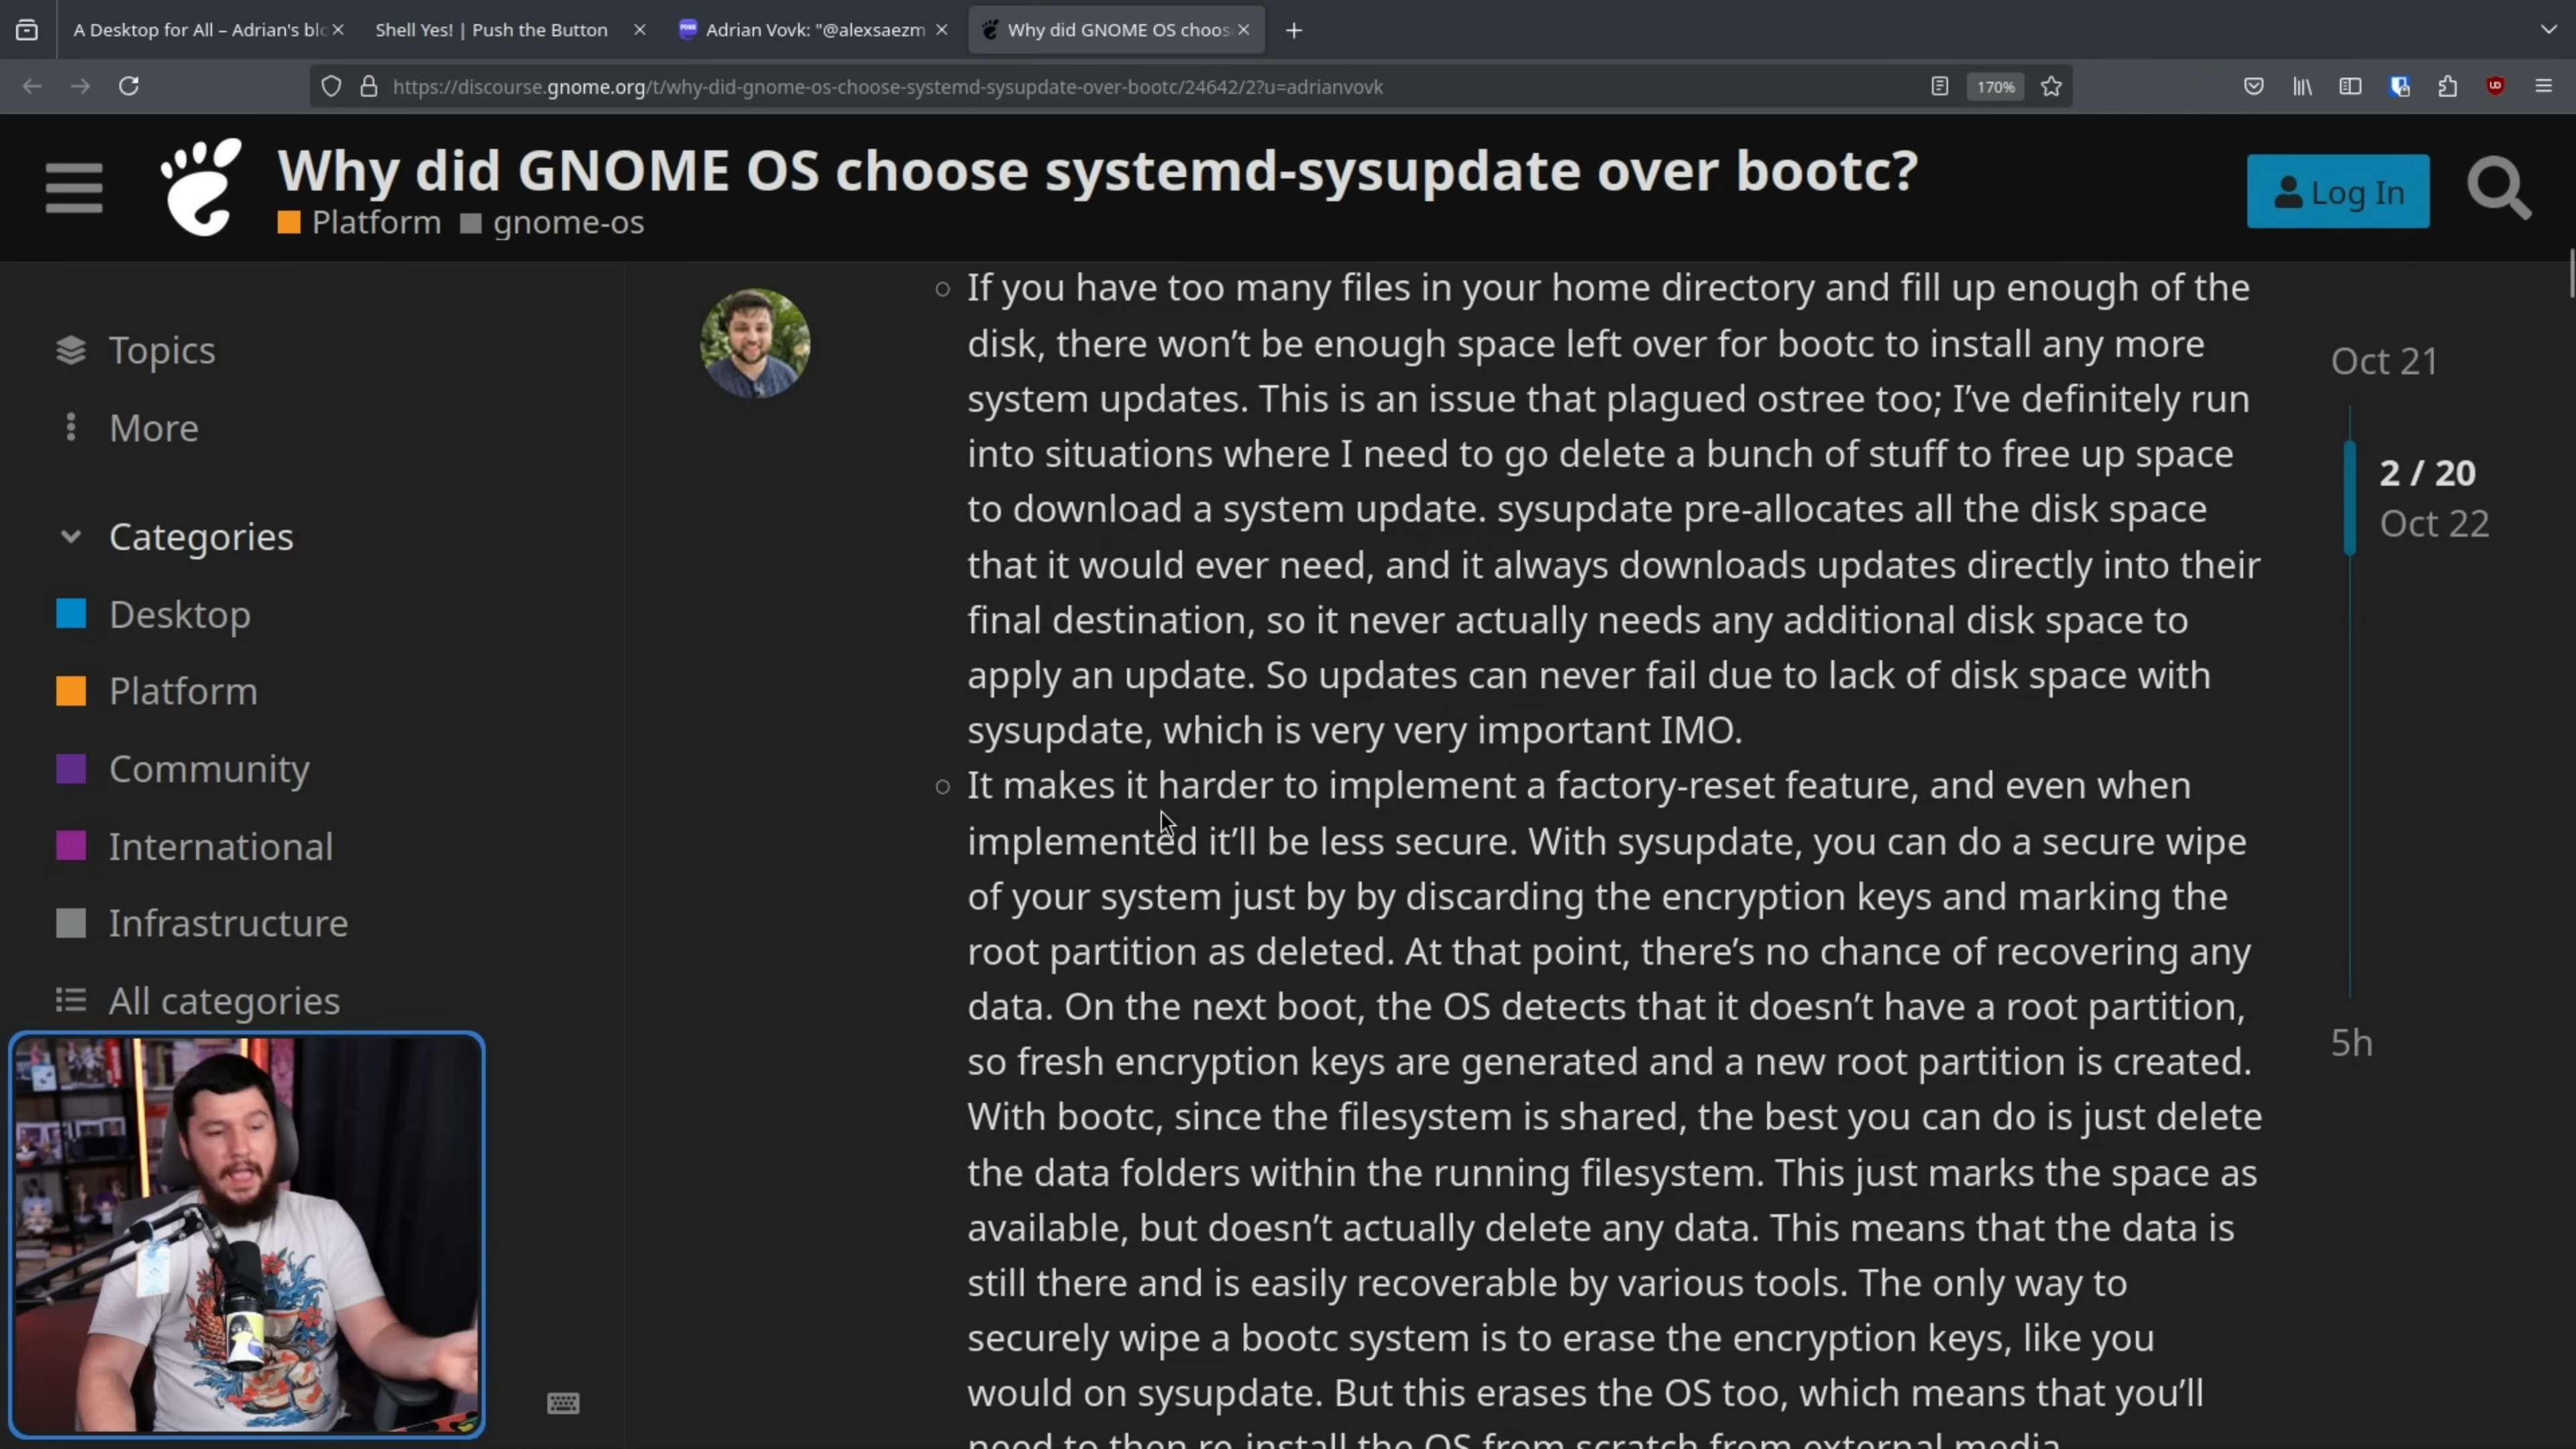 A Desktop for All – Adrian's blo
Shell Yes! | Push the Button
Adrian Vovk: "@alexsaezm
Why did GNOME OS choos
https://discourse.gnome.org/t/why-did-gnome-os-choose-systemd-sysupdate-over-bootc/24642/2?u=adrianvovk
170%
Why did GNOME OS choose systemd-sysupdate over bootc?
Platform gnome-os
Log In
Topics
More
Categories
Desktop
Platform
Community
International
Infrastructure
All categories
If you have too many files in your home directory and fill up enough of the
disk, there won't be enough space left over for bootc to install any more
system updates. This is an issue that plagued ostree too; I've definitely run
into situations where I need to go delete a bunch of stuff to free up space
to download a system update. sysupdate pre-allocates all the disk space
that it would ever need, and it always downloads updates directly into their
final destination, so it never actually needs any additional disk space to
apply an update. So updates can never fail due to lack of disk space with
sysupdate, which is very very important IMO.
It makes it harder to implement a factory-reset feature, and even when
implemented it'll be less secure. With sysupdate, you can do a secure wipe
of your system just by by discarding the encryption keys and marking the
root partition as deleted. At that point, there's no chance of recovering any
data. On the next boot, the OS detects that it doesn't have a root partition,
so fresh encryption keys are generated and a new root partition is created.
With bootc, since the filesystem is shared, the best you can do is just delete
the data folders within the running filesystem. This just marks the space as
available, but doesn't actually delete any data. This means that the data is
still there and is easily recoverable by various tools. The only way to
securely wipe a bootc system is to erase the encryption keys, like you
would on sysupdate. But this erases the OS too, which means that you'll
need to then re-install the OS from scratch from external media
Oct 21
2 / 20
Oct 22
5h